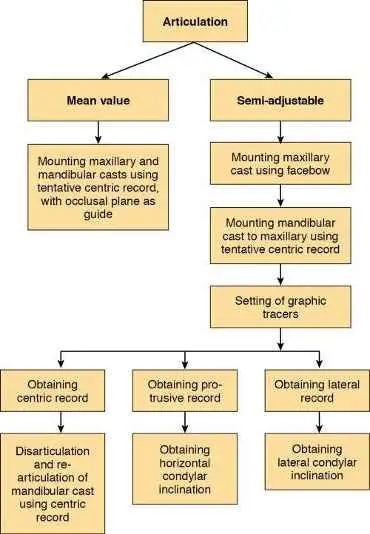 Articulation
Mean value
Semi-adjustable
Mounting maxillary and
mandibular casts using
tentative centric record,
with occlusal plane as
guide
Mounting maxillary
cast using facebow
Mounting mandibular
cast to maxillary using
tentative centric record
Setting of graphic
tracers
Obtaining
centric record
Obtaining pro-
trusive record
Obtaining lateral
record
Disarticulation
and re-
articulation of
mandibular cast
using centric
record
Obtaining
horizontal
condylar
inclination
Obtaining
lateral condylar
inclination